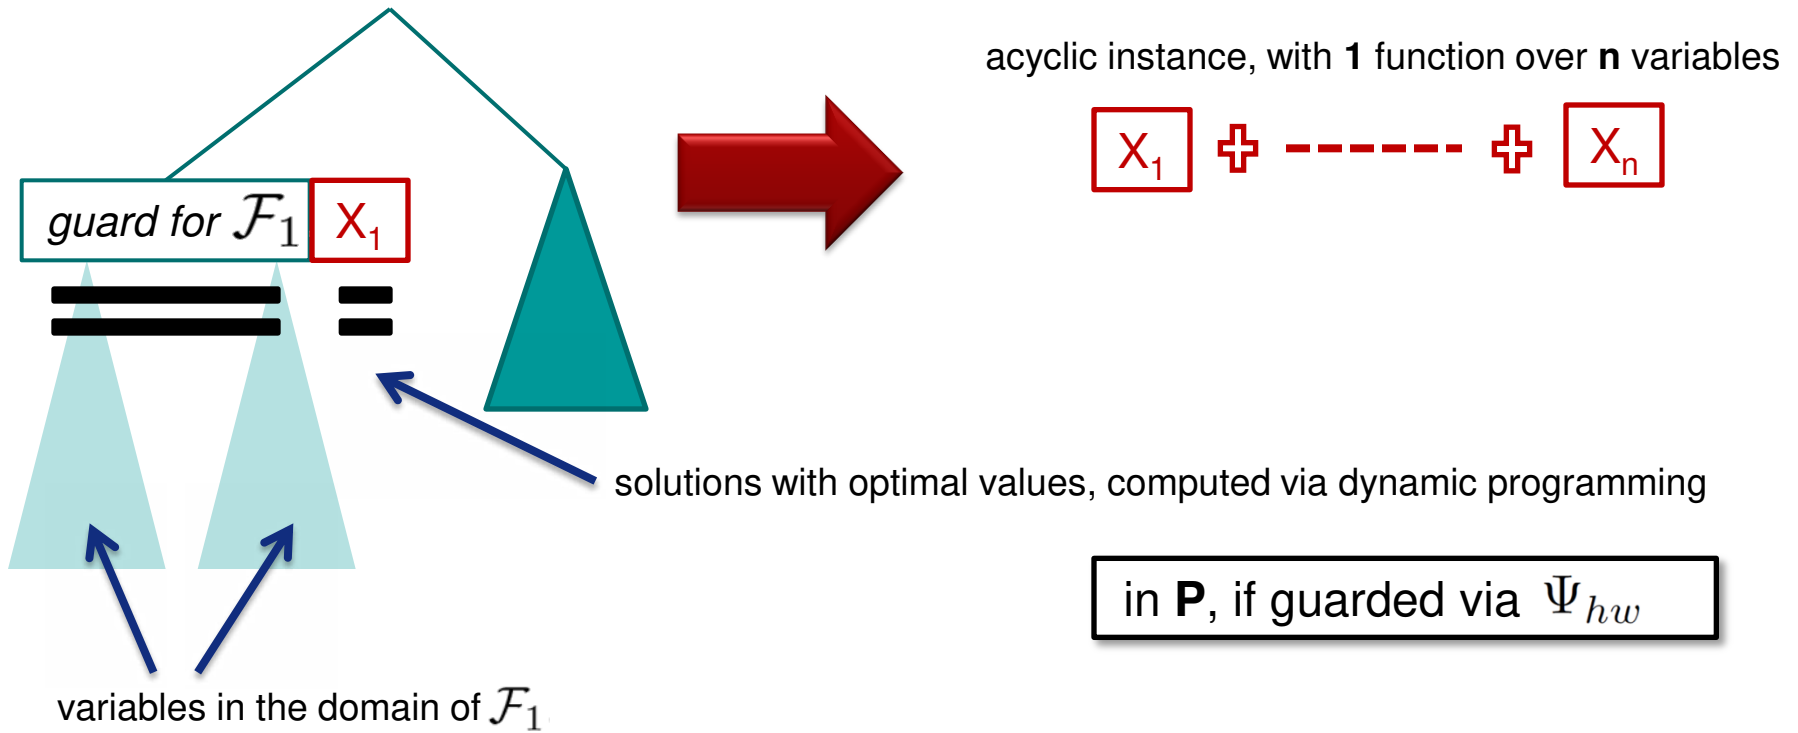 acyclic instance, with 1 function over n variables
X₁ + - - - - - - + Xₙ
guard for ℱ₁ X₁
solutions with optimal values, computed via dynamic programming
in P, if guarded via Ψₕw
variables in the domain of ℱ₁